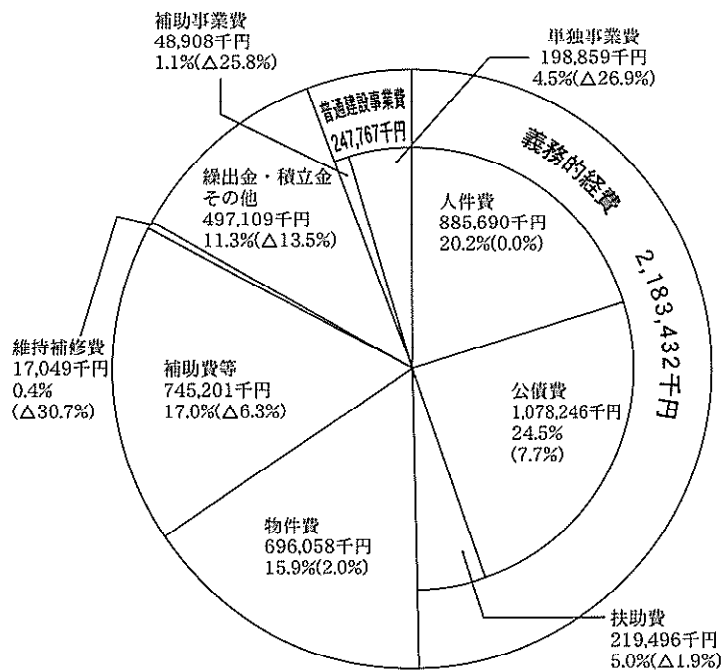 補助事業費
48,908千円
1.1%(△25.8%)
単独事業費
198,859千円
4.5%(△26.9%)
普通建設事業費
247,767千円
義務的経費 2,183,432千円
繰出金・積立金
その他
497,109千円
11.3%(△13.5%)
人件費
885,690千円
20.2%(0.0%)
維持補修費
17,049千円
0.4%
(△30.7%)
補助費等
745,201千円
17.0%(△6.3%)
公債費
1,078,246千円
24.5%
(7.7%)
物件費
696,058千円
15.9%(2.0%)
扶助費
219,496千円
5.0%(△1.9%)